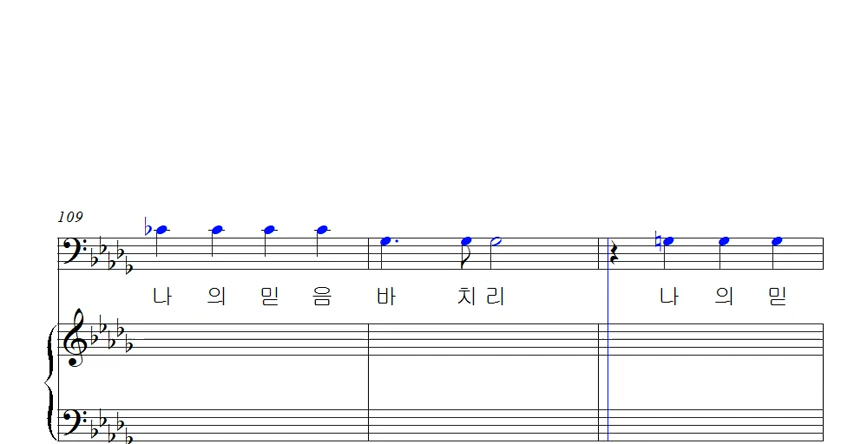 109
나 의 믿 음 바 치 리 나 의 믿